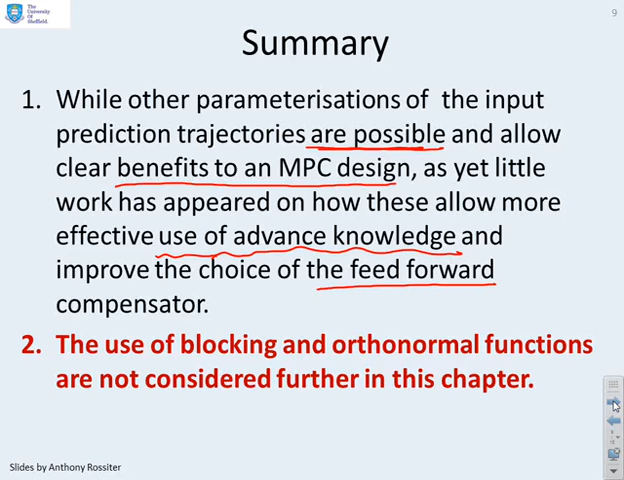 The
University
Of
Sheffield.
9
Summary
1. While other parameterisations of the input
prediction trajectories are possible and allow
clear benefits to an MPC design, as yet little
work has appeared on how these allow more
effective use of advance knowledge and
improve the choice of the feed forward
compensator.
2. The use of blocking and orthonormal functions
are not considered further in this chapter.
Slides by Anthony Rossiter